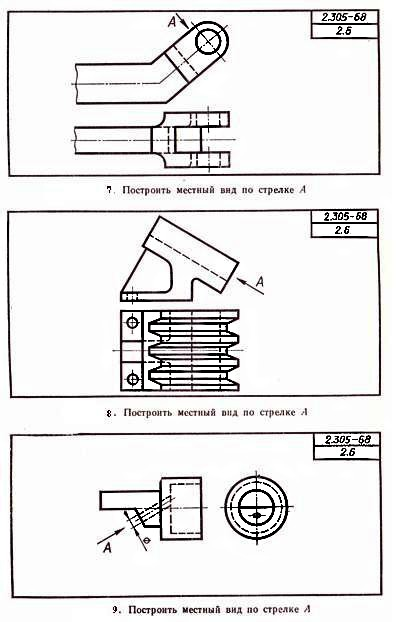 A
2.305-68
2.6
7. Построить местный вид по стрелке А
2.305-68
2.6
A
8. Построить местный вид по стрелке А
2.305-68
2.6
A
⌀
9. Построить местный вид по стрелке А